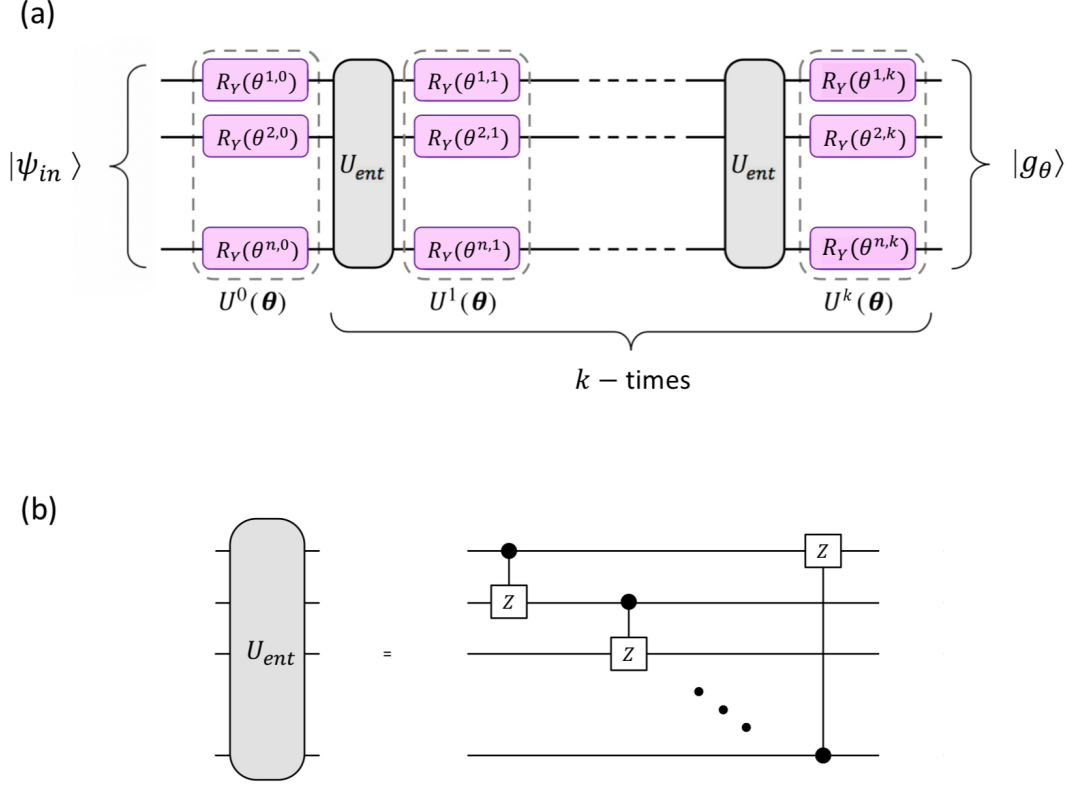 (a)
|ψ_in⟩ R_Y(θ^{1,0}) R_Y(θ^{1,1}) R_Y(θ^{1,k}) |g_θ⟩
R_Y(θ^{2,0}) R_Y(θ^{2,1}) R_Y(θ^{2,k})
U_ent U_ent
R_Y(θ^{n,0}) R_Y(θ^{n,1}) R_Y(θ^{n,k})
U^0(θ) U^1(θ) U^k(θ)
k − times
(b)
Z
Z
U_ent = Z